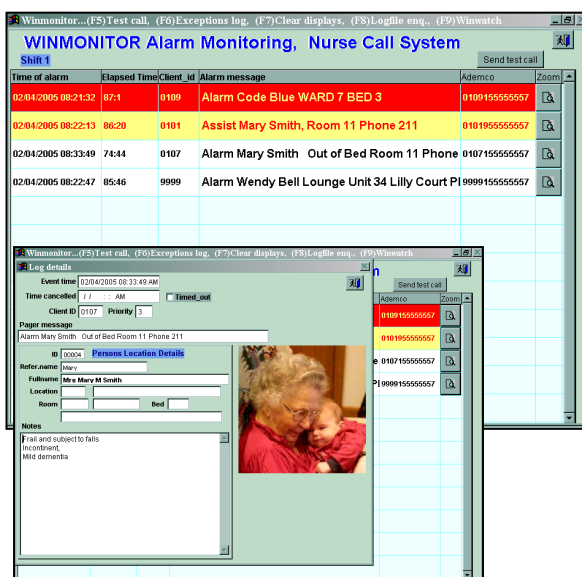 Winmonitor...(F5)Test call, (F6)Exceptions log, (F7)Clear displays, (F8)Logfile enq., (F9)Winwatch
WINMONITOR Alarm Monitoring, Nurse Call System
Shift 1
Send test call
Time of alarm Elapsed Time Client_id Alarm message Ademco Zoom
02/04/2005 08:21:32 87:1 0109 Alarm Code Blue WARD 7 BED 3 0109155555557
02/04/2005 08:22:13 86:20 0101 Assist Mary Smith, Room 11 Phone 211 0101955555557
02/04/2005 08:33:49 74:44 0107 Alarm Mary Smith Out of Bed Room 11 Phone 0107155555557
02/04/2005 08:22:47 85:46 9999 Alarm Wendy Bell Lounge Unit 34 Lilly Court Pl 9999155555557
Winmonitor...(F5)Test call, (F6)Exceptions log, (F7)Clear displays, (F8)Logfile enq., (F9)Winwatch
Log details
Send test call
Event time 02/04/2005 08:33:49 AM
Time cancelled / / : : AM Timed_out
Ademco Zoom
Client ID 0107 Priority 3
0109155555557
Pager message
0101955555557
Alarm Mary Smith Out of Bed Room 11 Phone 211
ID 00004 Persons Location Details
e 0107155555557
Refer.name Mary
Fullname Mrs Mary M Smith
9999155555557
Location
Room Bed
Notes
Frail and subject to falls
Incontinent,
Mild dementia